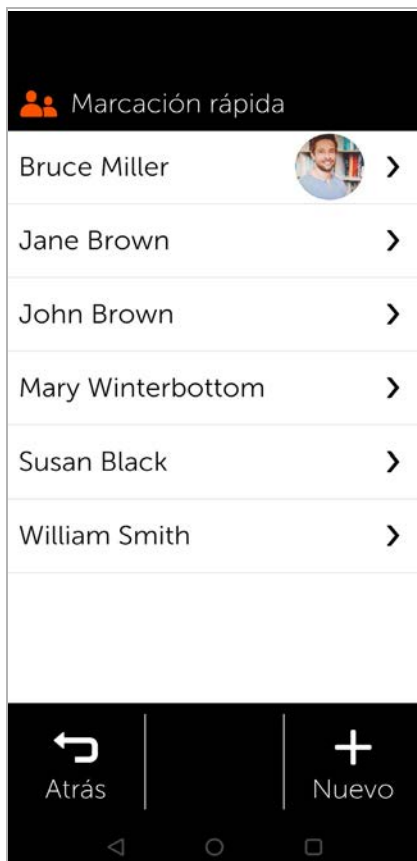 Marcación rápida
Bruce Miller
Jane Brown
John Brown
Mary Winterbottom
Susan Black
William Smith
Atrás
Nuevo